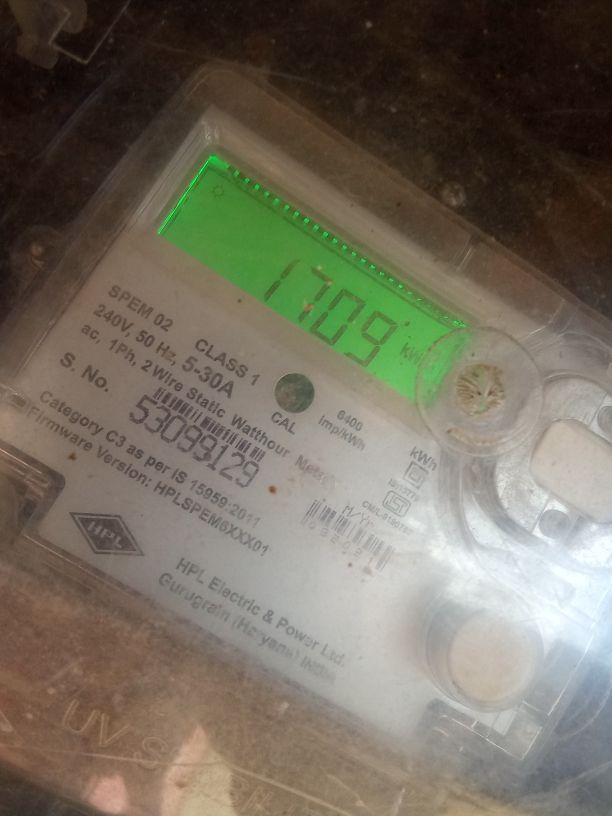 1709 kWh
SPEM 02 CLASS 1
240V, 50 Hz, 5-30A
ac, 1Ph, 2 Wire Static Watthour Meter
CAL
6400
imp/kWh
kWh
S. No.
53099129
Category C3 as per IS 15959:2011
Firmware Version: HPLSPEM6XXX01
M/Yr.
HPL
HPL Electric & Power Ltd.
Gurugram (Haryana) INDIA
UV